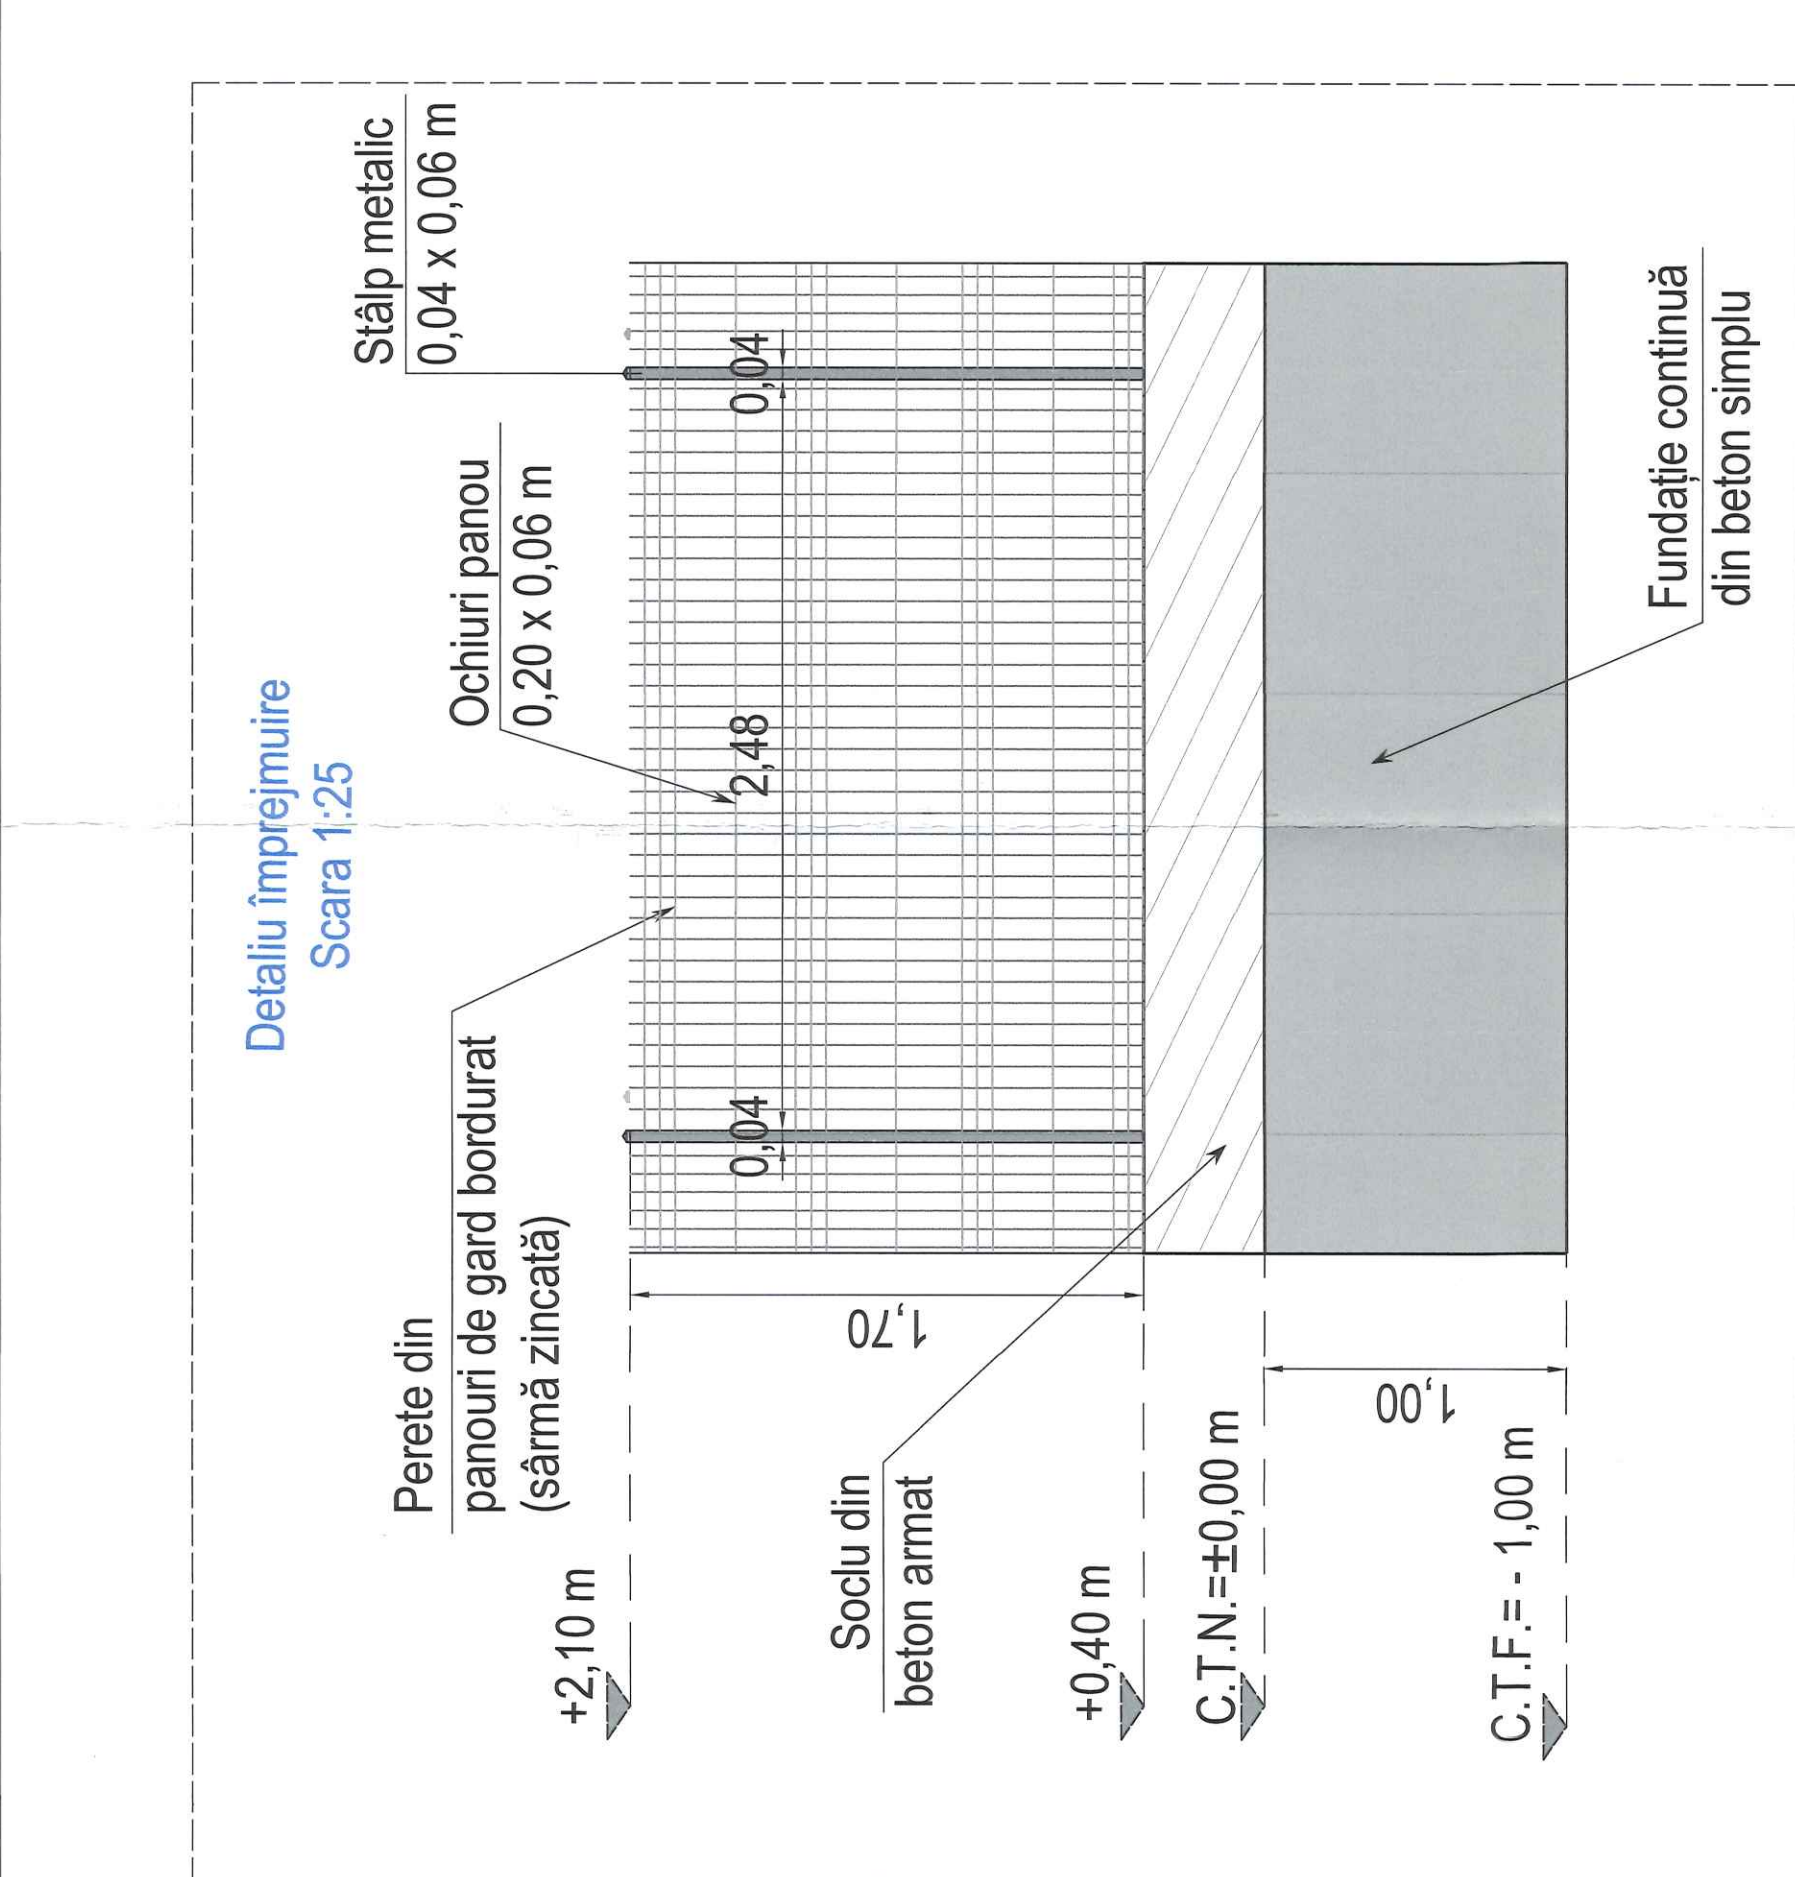 Detaliu împrejmuire
Scara 1:25
Stâlp metalic
0,04 x 0,06 m
Ochiuri panou
0,20 x 0,06 m
Perete din
panouri de gard bordurat
(sârmă zincată)
+2,10 m
0,04
2,48
0,04
1,70
Soclu din
beton armat
+0,40 m
C.T.N.=±0,00 m
1,00
C.T.F.= - 1,00 m
Fundație continuă
din beton simplu